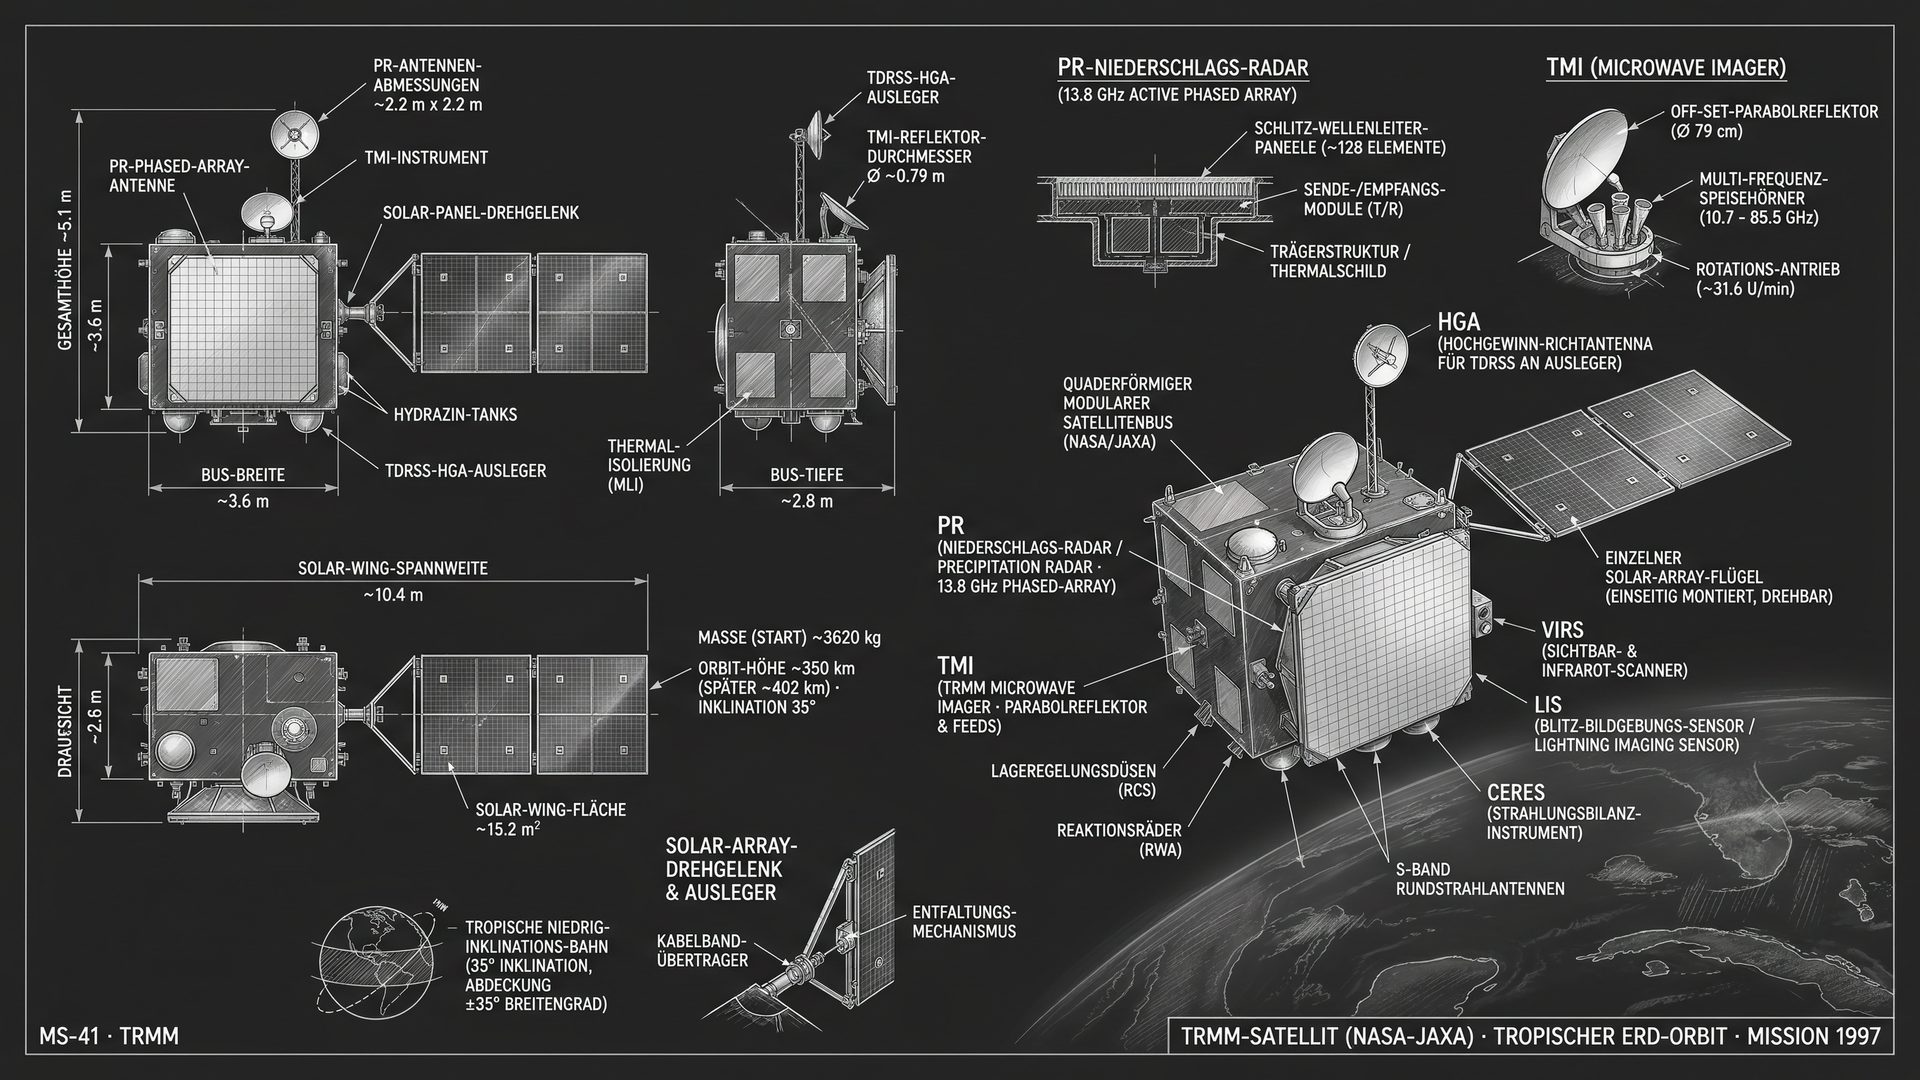 PR-ANTENNEN-
ABMESSUNGEN
~2.2 m x 2.2 m
PR-PHASED-ARRAY-
ANTENNE
TMI-INSTRUMENT
SOLAR-PANEL-DREHGELENK
GESAMTHÖHE ~5.1 m
~3.6 m
HYDRAZIN-TANKS
TDRSS-HGA-AUSLEGER
BUS-BREITE
~3.6 m
TDRSS-HGA-
AUSLEGER
TMI-REFLEKTOR-
DURCHMESSER
Ø ~0.79 m
THERMAL-
ISOLIERUNG
(MLI)
BUS-TIEFE
~2.8 m
PR-NIEDERSCHLAGS-RADAR
(13.8 GHz ACTIVE PHASED ARRAY)
SCHLITZ-WELLENLEITER-
PANEELE (~128 ELEMENTE)
SENDE-/EMPFANGS-
MODULE (T/R)
TRÄGERSTRUKTUR /
THERMALSCHILD
TMI (MICROWAVE IMAGER)
OFF-SET-PARABOLREFLEKTOR
(Ø 79 cm)
MULTI-FREQUENZ-
SPEISEHÖRNER
(10.7 - 85.5 GHz)
ROTATIONS-ANTRIEB
(~31.6 U/min)
HGA
(HOCHGEWINN-RICHTANTENNA
FÜR TDRSS AN AUSLEGER)
QUADERFÖRMIGER
MODULARER
SATELLITENBUS
(NASA/JAXA)
PR
(NIEDERSCHLAGS-RADAR /
PRECIPITATION RADAR ·
13.8 GHz PHASED-ARRAY)
TMI
(TRMM MICROWAVE
IMAGER · PARABOLREFLEKTOR
& FEEDS)
LAGEREGELUNGSDÜSEN
(RCS)
REAKTIONSRÄDER
(RWA)
EINZELNER
SOLAR-ARRAY-FLÜGEL
(EINSEITIG MONTIERT, DREHBAR)
VIRS
(SICHTBAR- &
INFRAROT-SCANNER)
LIS
(BLITZ-BILDGEBUNGS-SENSOR /
LIGHTNING IMAGING SENSOR)
CERES
(STRAHLUNGSBILANZ-
INSTRUMENT)
S-BAND
RUNDSTRAHLANTENNEN
SOLAR-WING-SPANNWEITE
~10.4 m
~2.8 m
MASSE (START) ~3620 kg
ORBIT-HÖHE ~350 km
(SPÄTER ~402 km) ·
INKLINATION 35°
SOLAR-WING-FLÄCHE
~15.2 m²
SOLAR-ARRAY-
DREHGELENK
& AUSLEGER
KABELBAND-
ÜBERTRAGER
ENTFALTUNGS-
MECHANISMUS
TROPISCHE NIEDRIG-
INKLINATIONS-BAHN
(35° INKLINATION,
ABDECKUNG
±35° BREITENGRAD)
MS-41 · TRMM
TRMM-SATELLIT (NASA-JAXA) · TROPISCHER ERD-ORBIT · MISSION 1997